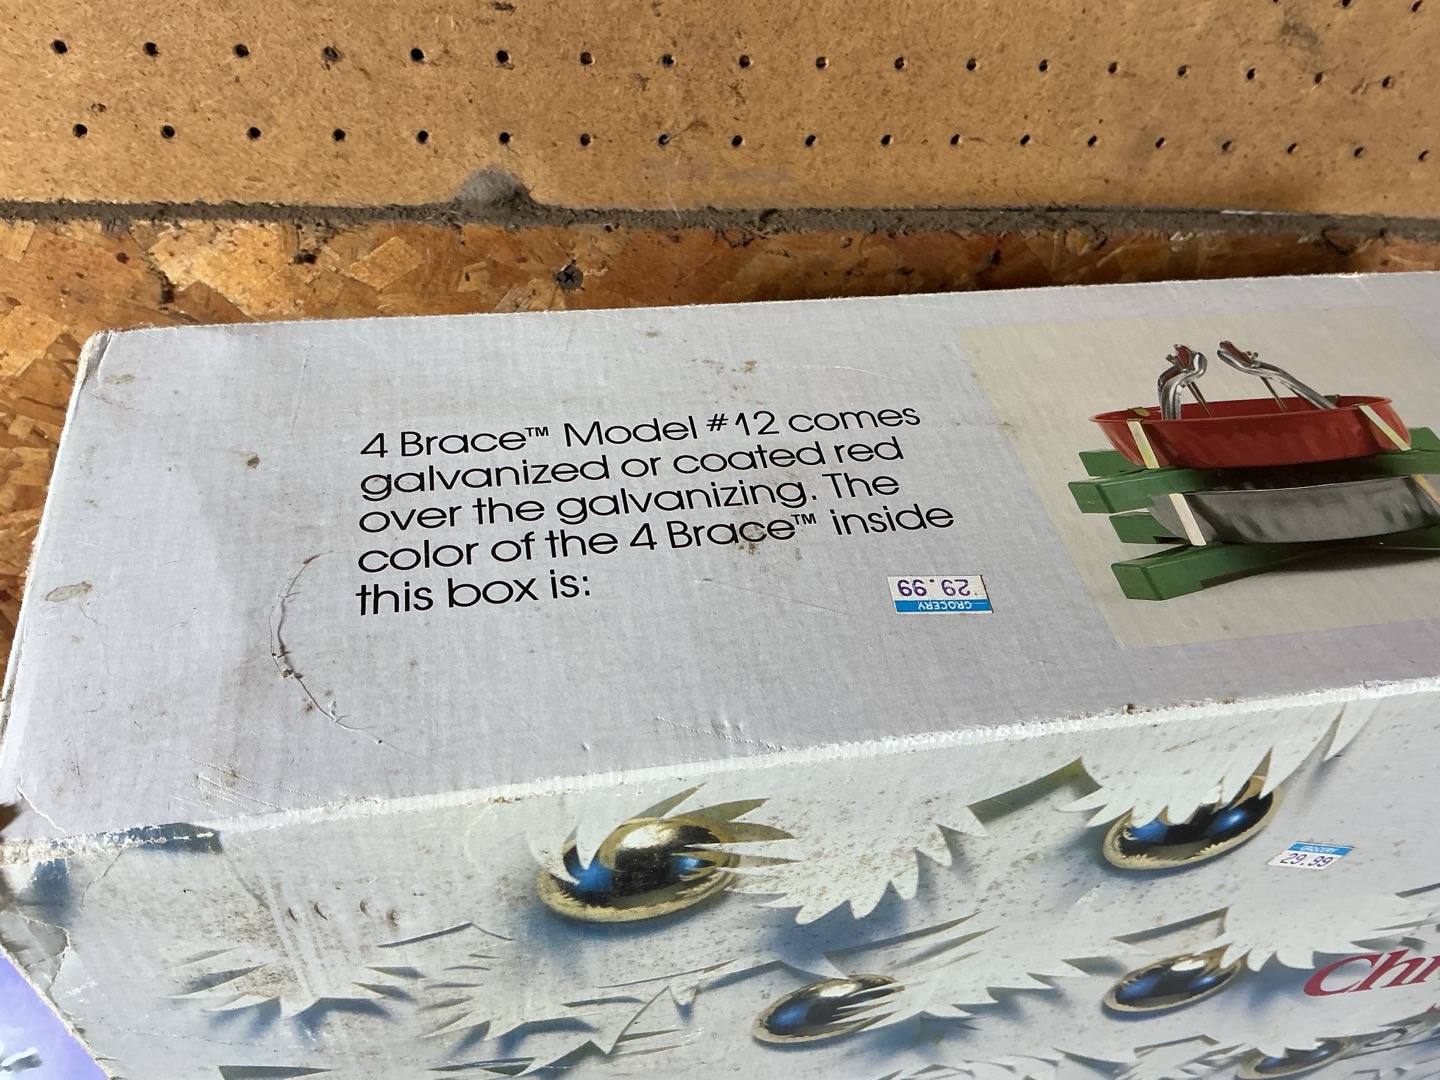 4 Brace™ Model #12 comes
galvanized or coated red
over the galvanizing. The
color of the 4 Brace™ inside
this box is:
GROCERY
29.99
GROCERY
29.99